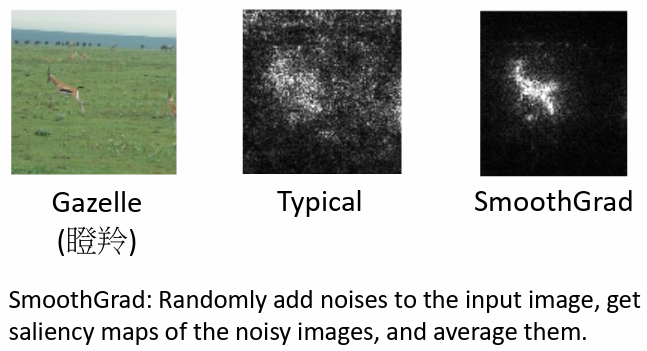 Gazelle
(瞪羚)
Typical
SmoothGrad
SmoothGrad: Randomly add noises to the input image, get
saliency maps of the noisy images, and average them.